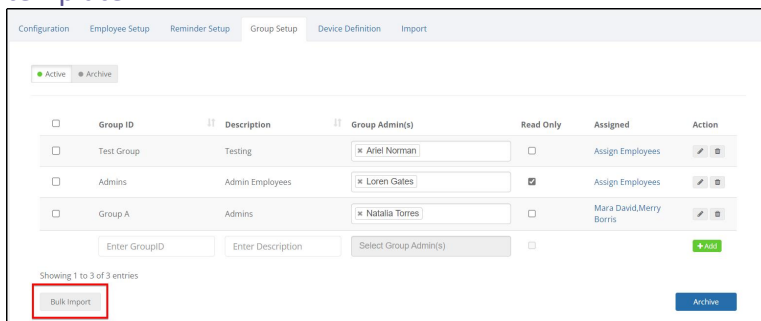 Configuration Employee Setup Reminder Setup Group Setup Device Definition Import
Active Archive
Group ID Description Group Admin(s) Read Only Assigned Action
Test Group Testing × Ariel Norman Assign Employees
Admins Admin Employees × Loren Gates Assign Employees
Group A Admins × Natalia Torres Mara David,Merry
Borris
Enter GroupID Enter Description Select Group Admin(s) + Add
Showing 1 to 3 of 3 entries
Bulk Import Archive